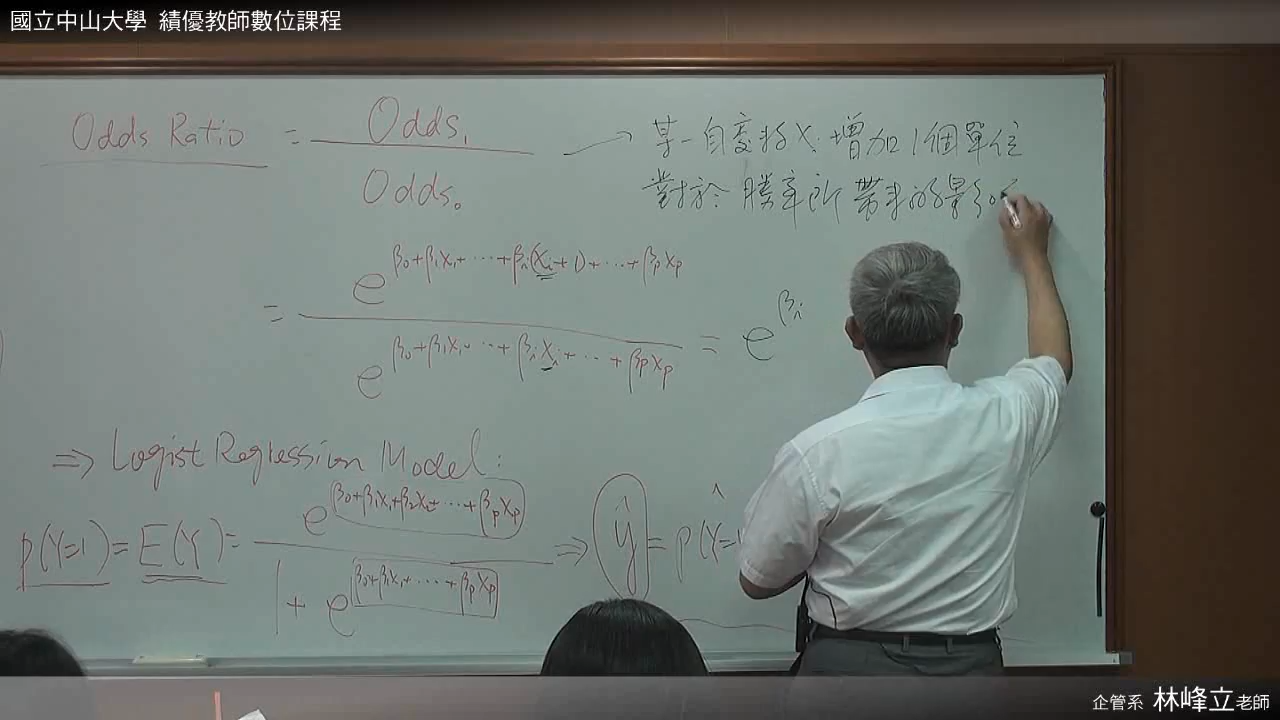 國立中山大學 績優教師數位課程
Odds Ratio = Odds₁ / Odds₀ → 某一自變數 Xᵢ 增加 1 個單位
對於勝率所帶來的影
= e^{β₀+β₁X₁+⋯+βᵢ(Xᵢ+1)+⋯+βₚXₚ} / e^{β₀+β₁X₁+⋯+βᵢXᵢ+⋯+βₚXₚ} = e^{βᵢ}
⇒ Logist Regression Model:
p(Y=1) = E(Y) = e^{β₀+β₁X₁+β₂X₂+⋯+βₚXₚ} / 1 + e^{β₀+β₁X₁+⋯+βₚXₚ} ⇒ ŷ = p(Y=1
企管系 林峰立老師